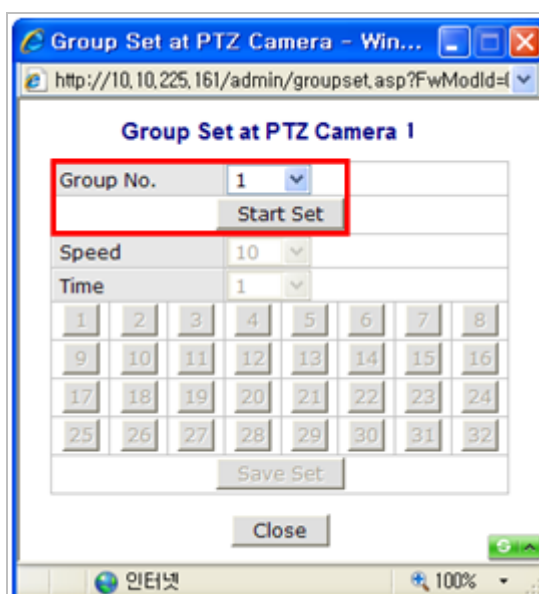 Group Set at PTZ Camera - Win...
http://10,10,225,161/admin/groupset,asp?FwModId=
Group Set at PTZ Camera 1
Group No. 1
Start Set
Speed 10
Time 1
1 2 3 4 5 6 7 8
9 10 11 12 13 14 15 16
17 18 19 20 21 22 23 24
25 26 27 28 29 30 31 32
Save Set
Close
인터넷 100%